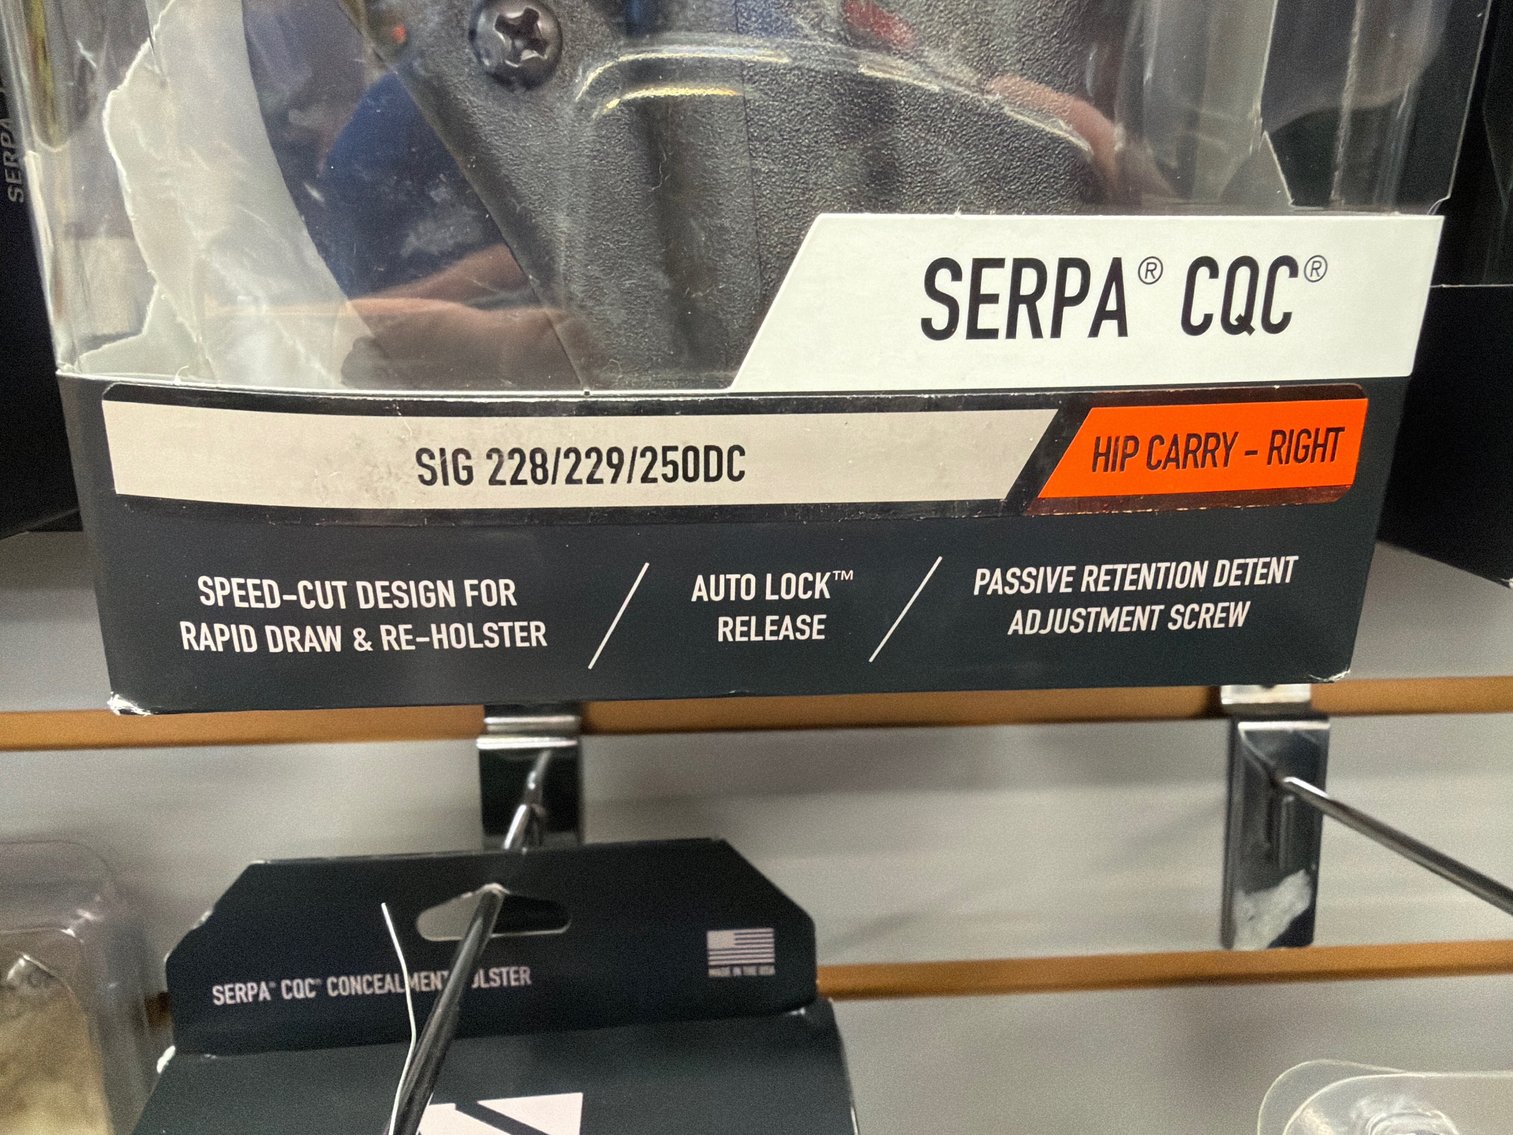 SERPA
SERPA® CQC®
SIG 228/229/250DC
HIP CARRY - RIGHT
SPEED-CUT DESIGN FOR
RAPID DRAW & RE-HOLSTER
AUTO LOCK™
RELEASE
PASSIVE RETENTION DETENT
ADJUSTMENT SCREW
SERPA® CQC® CONCEALMENT HOLSTER
MADE IN THE USA